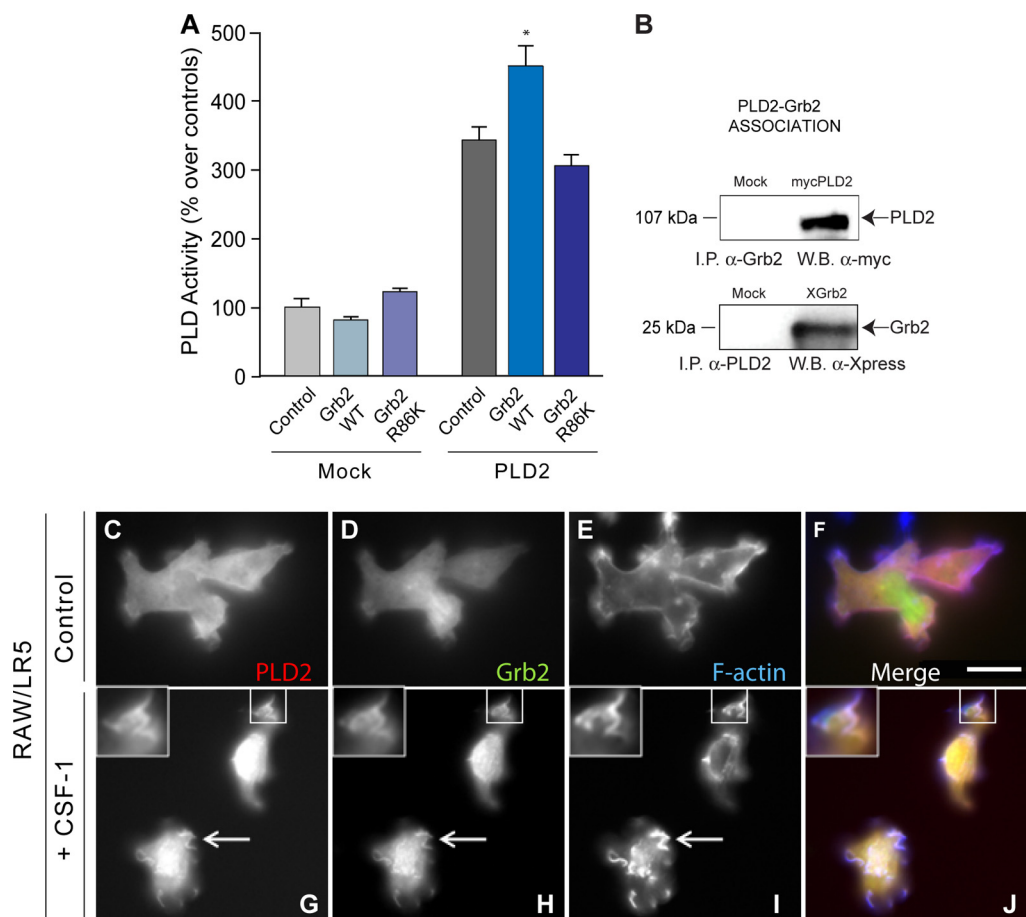 A
PLD Activity (% over controls)
500
400
300
200
100
0
*
Control
Grb2
WT
Grb2
R86K
Control
Grb2
WT
Grb2
R86K
Mock
PLD2
B
PLD2-Grb2
ASSOCIATION
Mock mycPLD2
107 kDa PLD2
I.P. α-Grb2 W.B. α-myc
Mock XGrb2
25 kDa Grb2
I.P. α-PLD2 W.B. α-Xpress
RAW/LR5
Control
+ CSF-1
C
PLD2
D
Grb2
E
F-actin
F
Merge
G
H
I
J